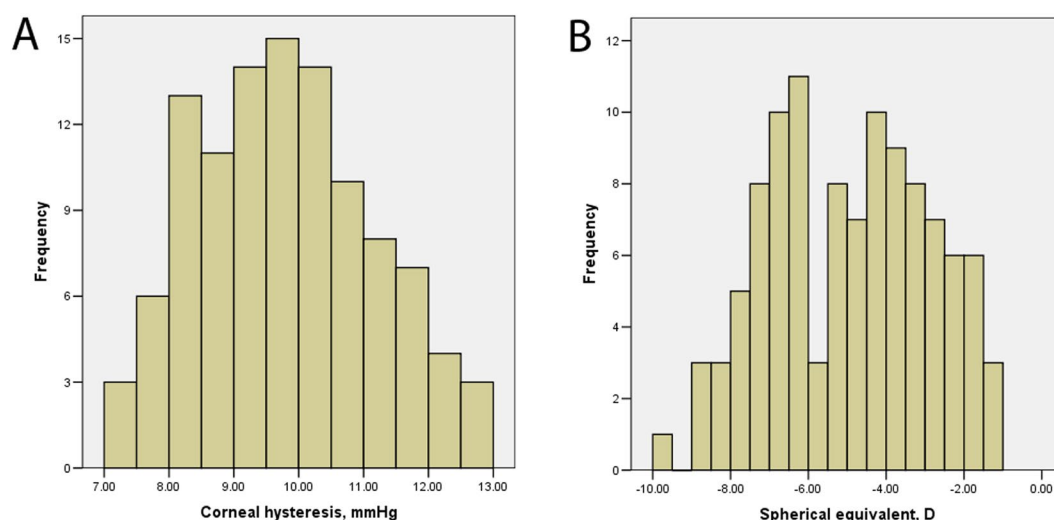 A
Frequency
15
12
9
6
3
0
7.00 8.00 9.00 10.00 11.00 12.00 13.00
Corneal hysteresis, mmHg
B
Frequency
12
10
8
6
4
2
0
-10.00 -8.00 -6.00 -4.00 -2.00 0.00
Spherical equivalent, D